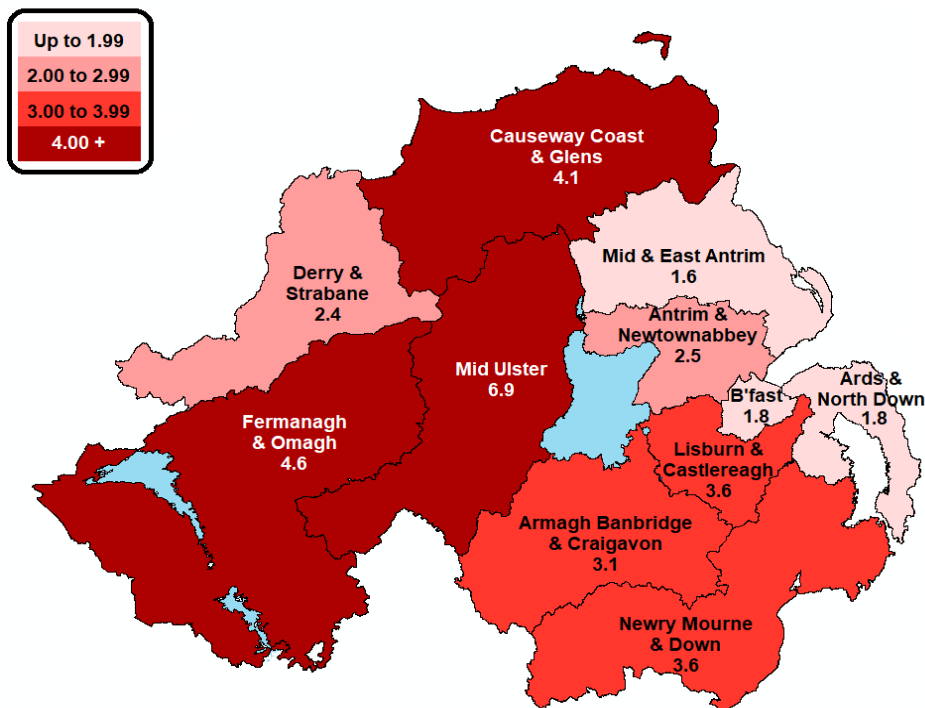 Up to 1.99
2.00 to 2.99
3.00 to 3.99
4.00 +
Causeway Coast
& Glens
4.1
Mid & East Antrim
1.6
Derry &
Strabane
2.4
Antrim &
Newtownabbey
2.5
Mid Ulster
6.9
B'fast
1.8
Ards &
North Down
1.8
Fermanagh
& Omagh
4.6
Lisburn &
Castlereagh
3.6
Armagh Banbridge
& Craigavon
3.1
Newry Mourne
& Down
3.6